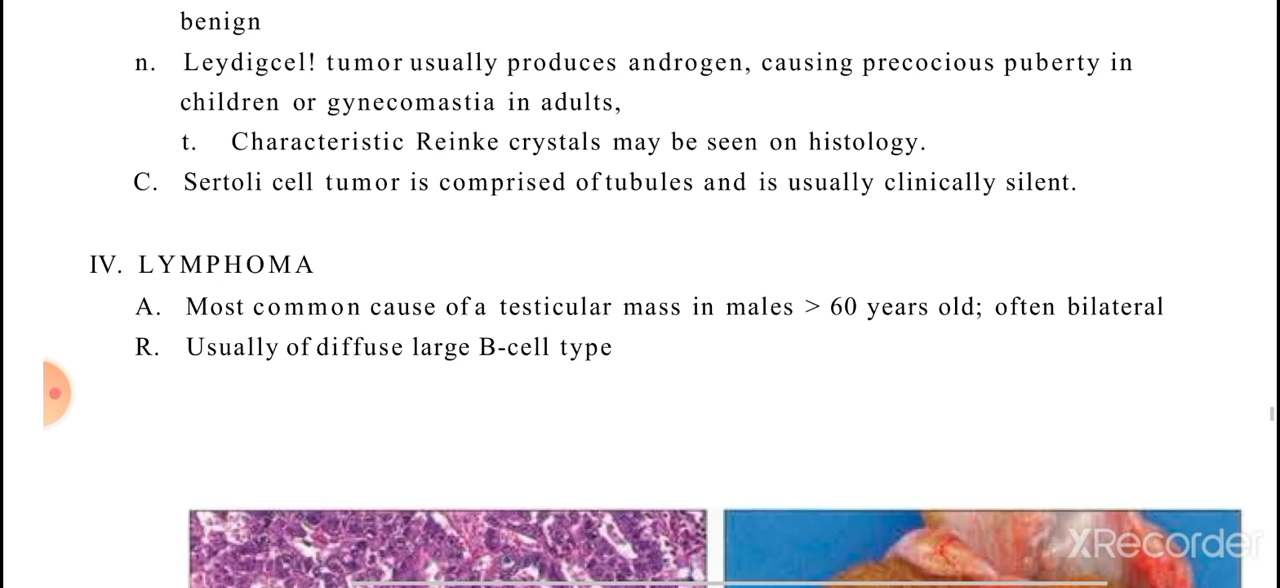 benign
n. Leydigcel! tumor usually produces androgen, causing precocious puberty in
children or gynecomastia in adults,
t. Characteristic Reinke crystals may be seen on histology.
C. Sertoli cell tumor is comprised of tubules and is usually clinically silent.
IV. LYMPHOMA
A. Most common cause of a testicular mass in males > 60 years old; often bilateral
R. Usually of diffuse large B-cell type
XRecorder